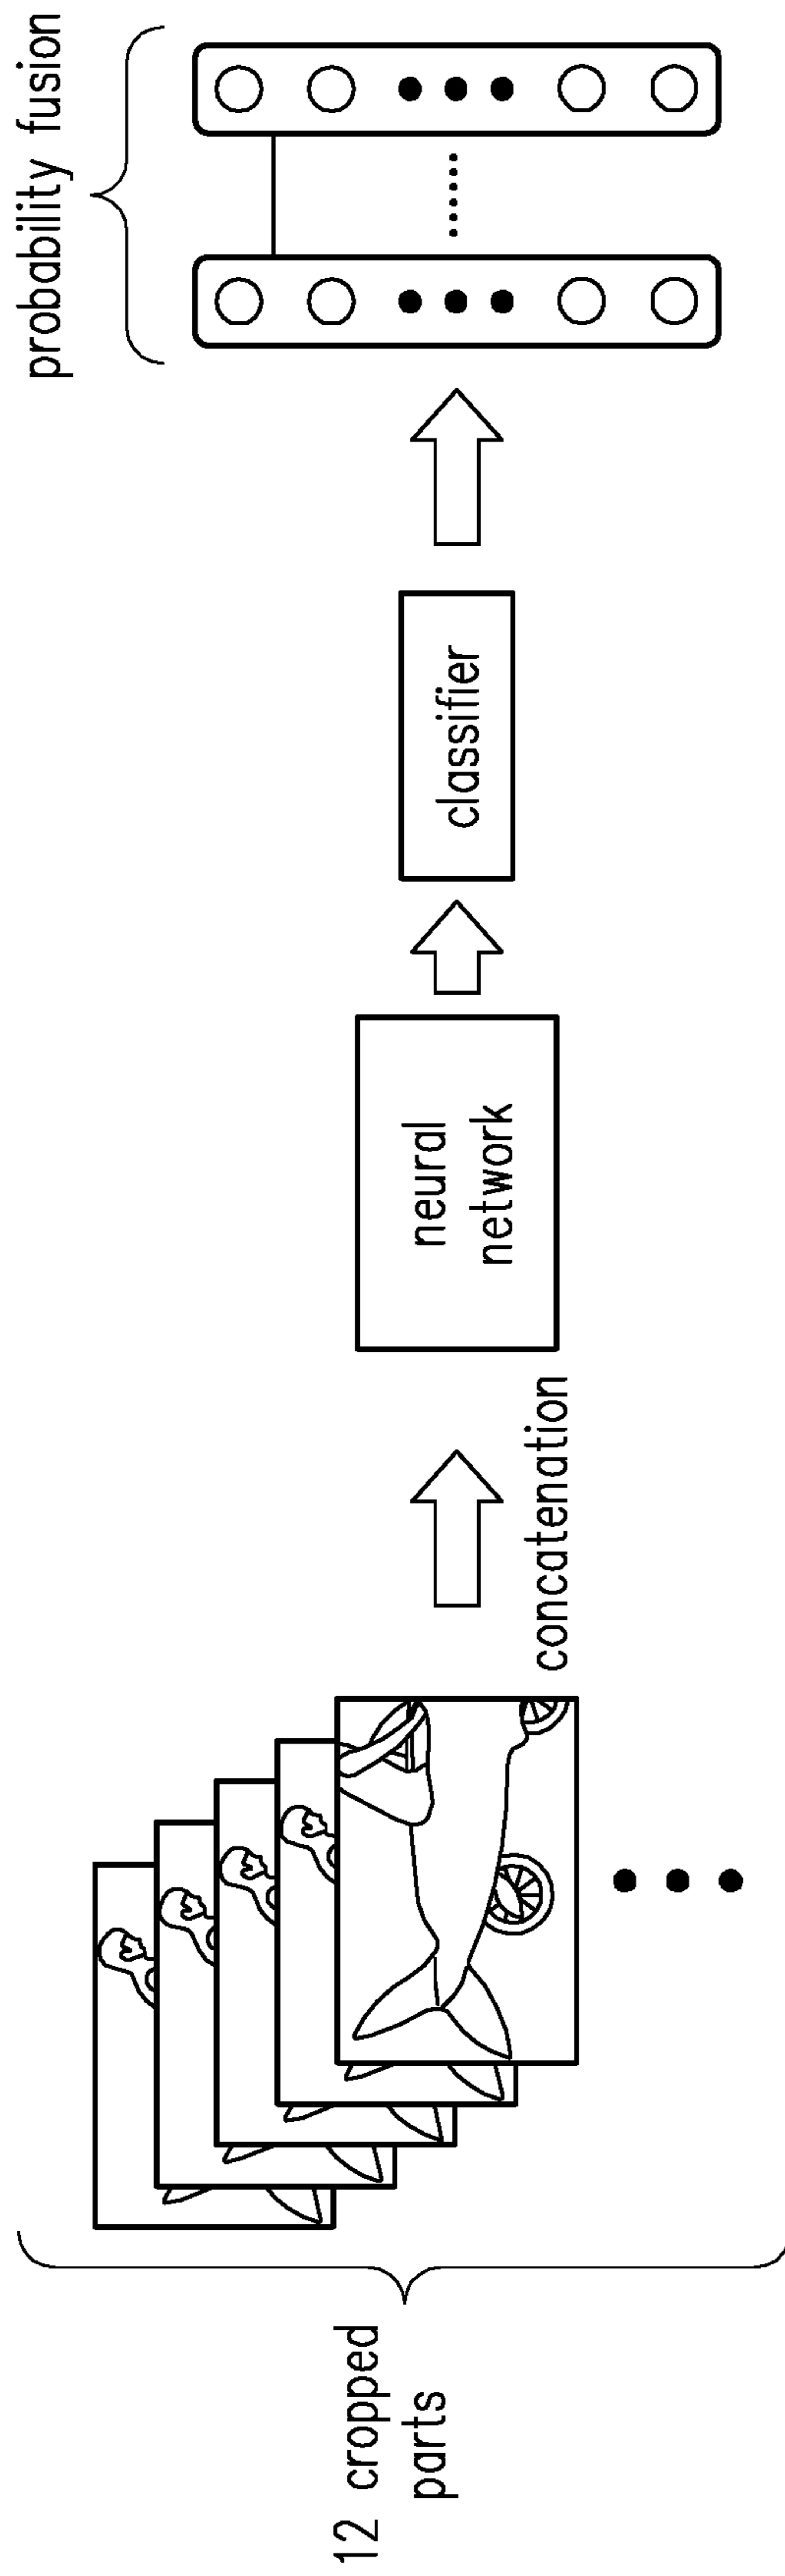 12 cropped
parts
concatenation
neural
network
classifier
probability fusion